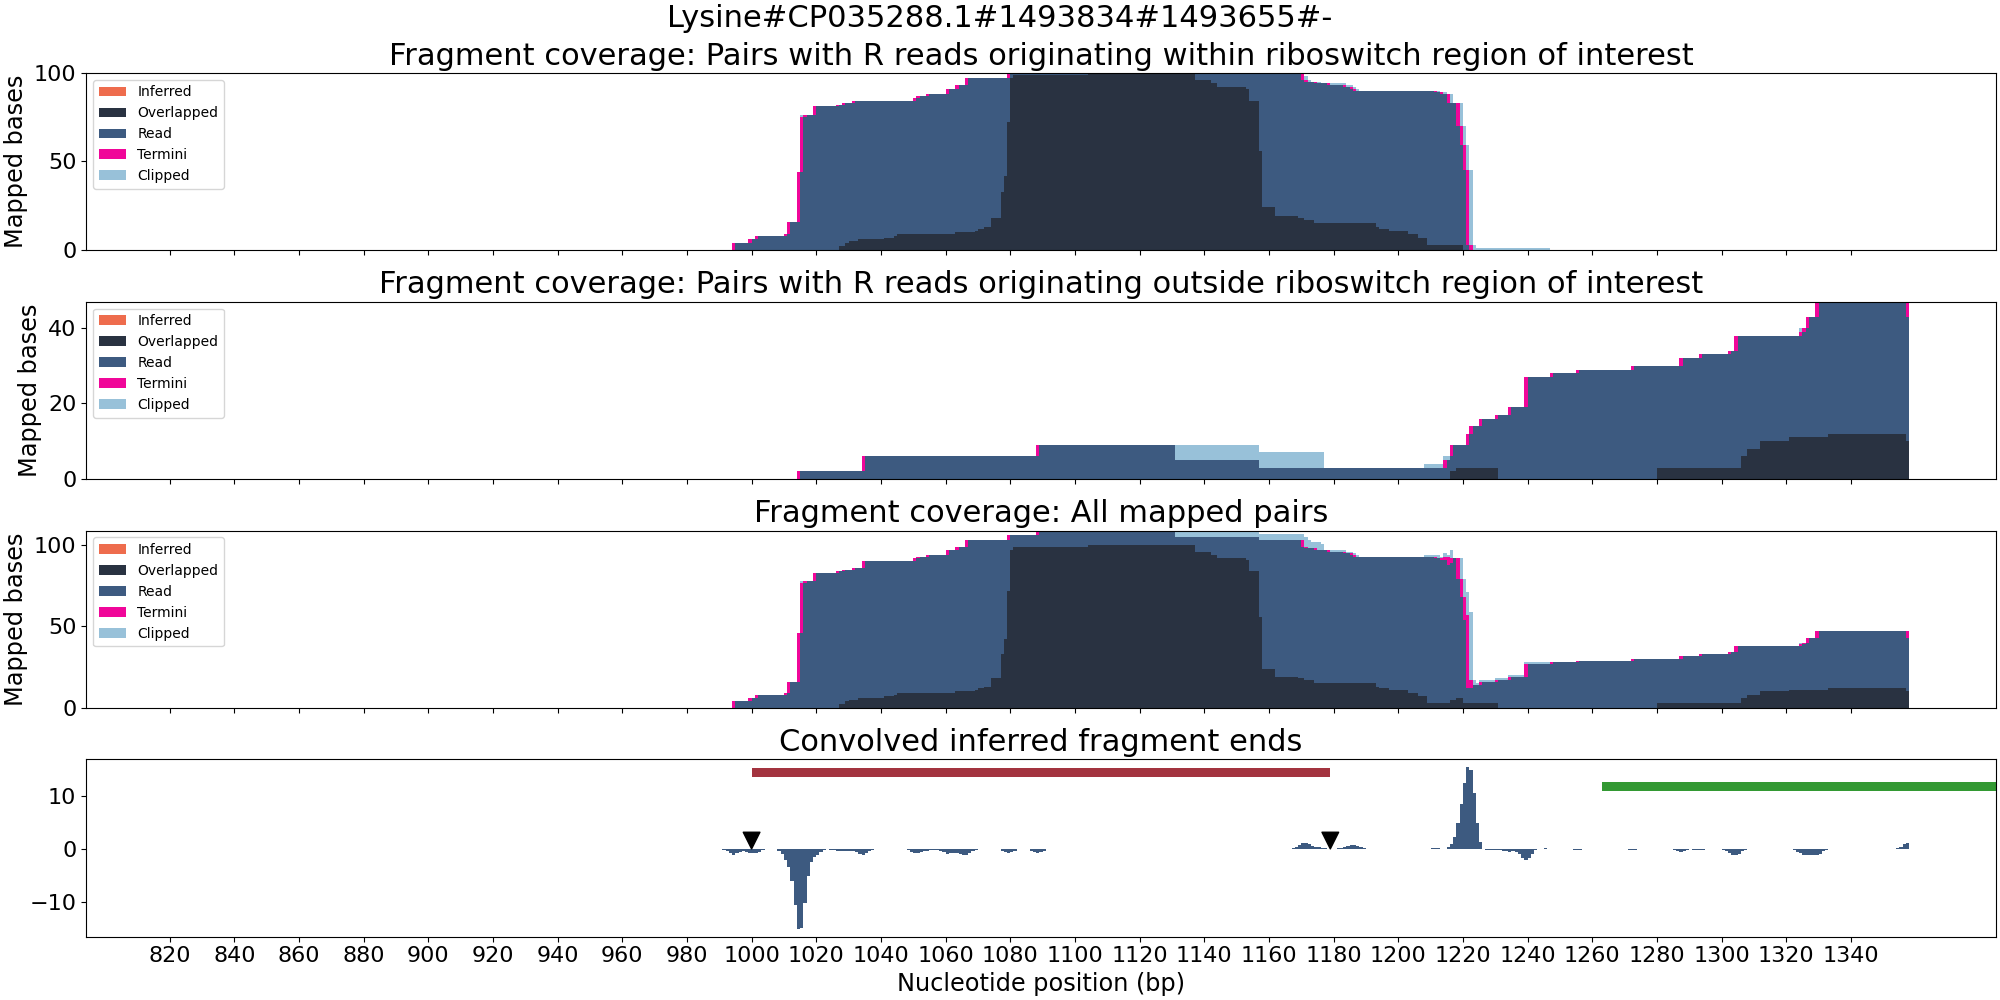 Lysine#CP035288.1#1493834#1493655#-
Fragment coverage: Pairs with R reads originating within riboswitch region of interest
Mapped bases
100
50
0
Inferred
Overlapped
Read
Termini
Clipped
Fragment coverage: Pairs with R reads originating outside riboswitch region of interest
Mapped bases
40
20
0
Inferred
Overlapped
Read
Termini
Clipped
Fragment coverage: All mapped pairs
Mapped bases
100
50
0
Inferred
Overlapped
Read
Termini
Clipped
Convolved inferred fragment ends
10
0
−10
820 840 860 880 900 920 940 960 980 1000 1020 1040 1060 1080 1100 1120 1140 1160 1180 1200 1220 1240 1260 1280 1300 1320 1340
Nucleotide position (bp)